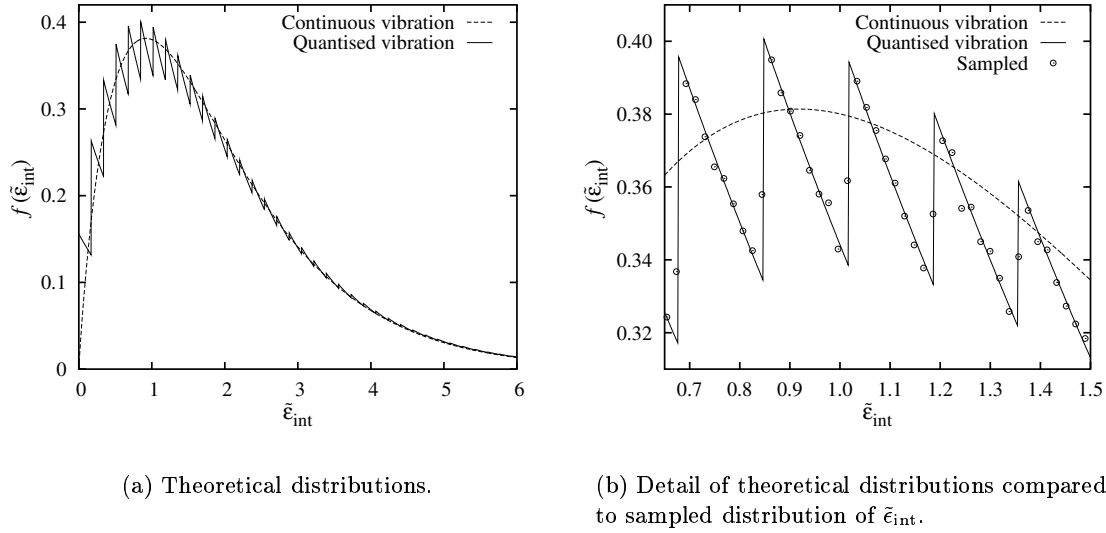 Continuous vibration
Quantised vibration
0.4
0.3
0.2
0.1
0
0 1 2 3 4 5 6
f (ε̃int)
ε̃int
(a) Theoretical distributions.
Continuous vibration
Quantised vibration
Sampled
0.40
0.38
0.36
0.34
0.32
0.7 0.8 0.9 1.0 1.1 1.2 1.3 1.4 1.5
f (ε̃int)
ε̃int
(b) Detail of theoretical distributions compared
to sampled distribution of ϵ̃int.